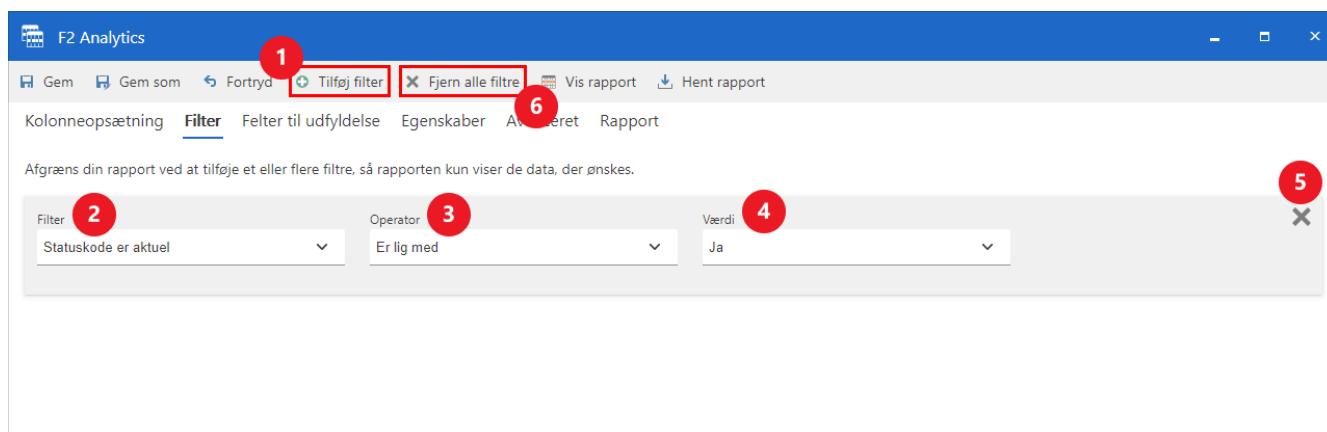 F2 Analytics
1
Gem Gem som Fortryd Tilføj filter Fjern alle filtre Vis rapport Hent rapport
6
Kolonneopsætning Filter Felter til udfyldelse Egenskaber Rapport
Afgræns din rapport ved at tilføje et eller flere filtre, så rapporten kun viser de data, der ønskes.
5
Filter 2 Operator 3 Værdi 4
Statuskode er aktuel Er lig med Ja